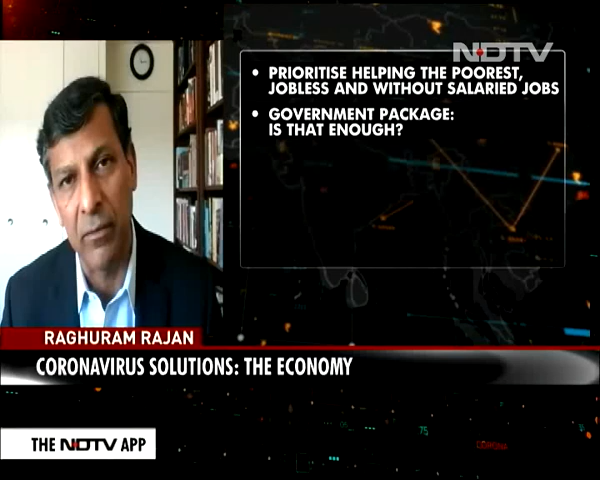 NDTV
• PRIORITISE HELPING THE POOREST,
JOBLESS AND WITHOUT SALARIED JOBS
• GOVERNMENT PACKAGE:
IS THAT ENOUGH?
RAGHURAM RAJAN
CORONAVIRUS SOLUTIONS: THE ECONOMY
THE NDTV APP
75